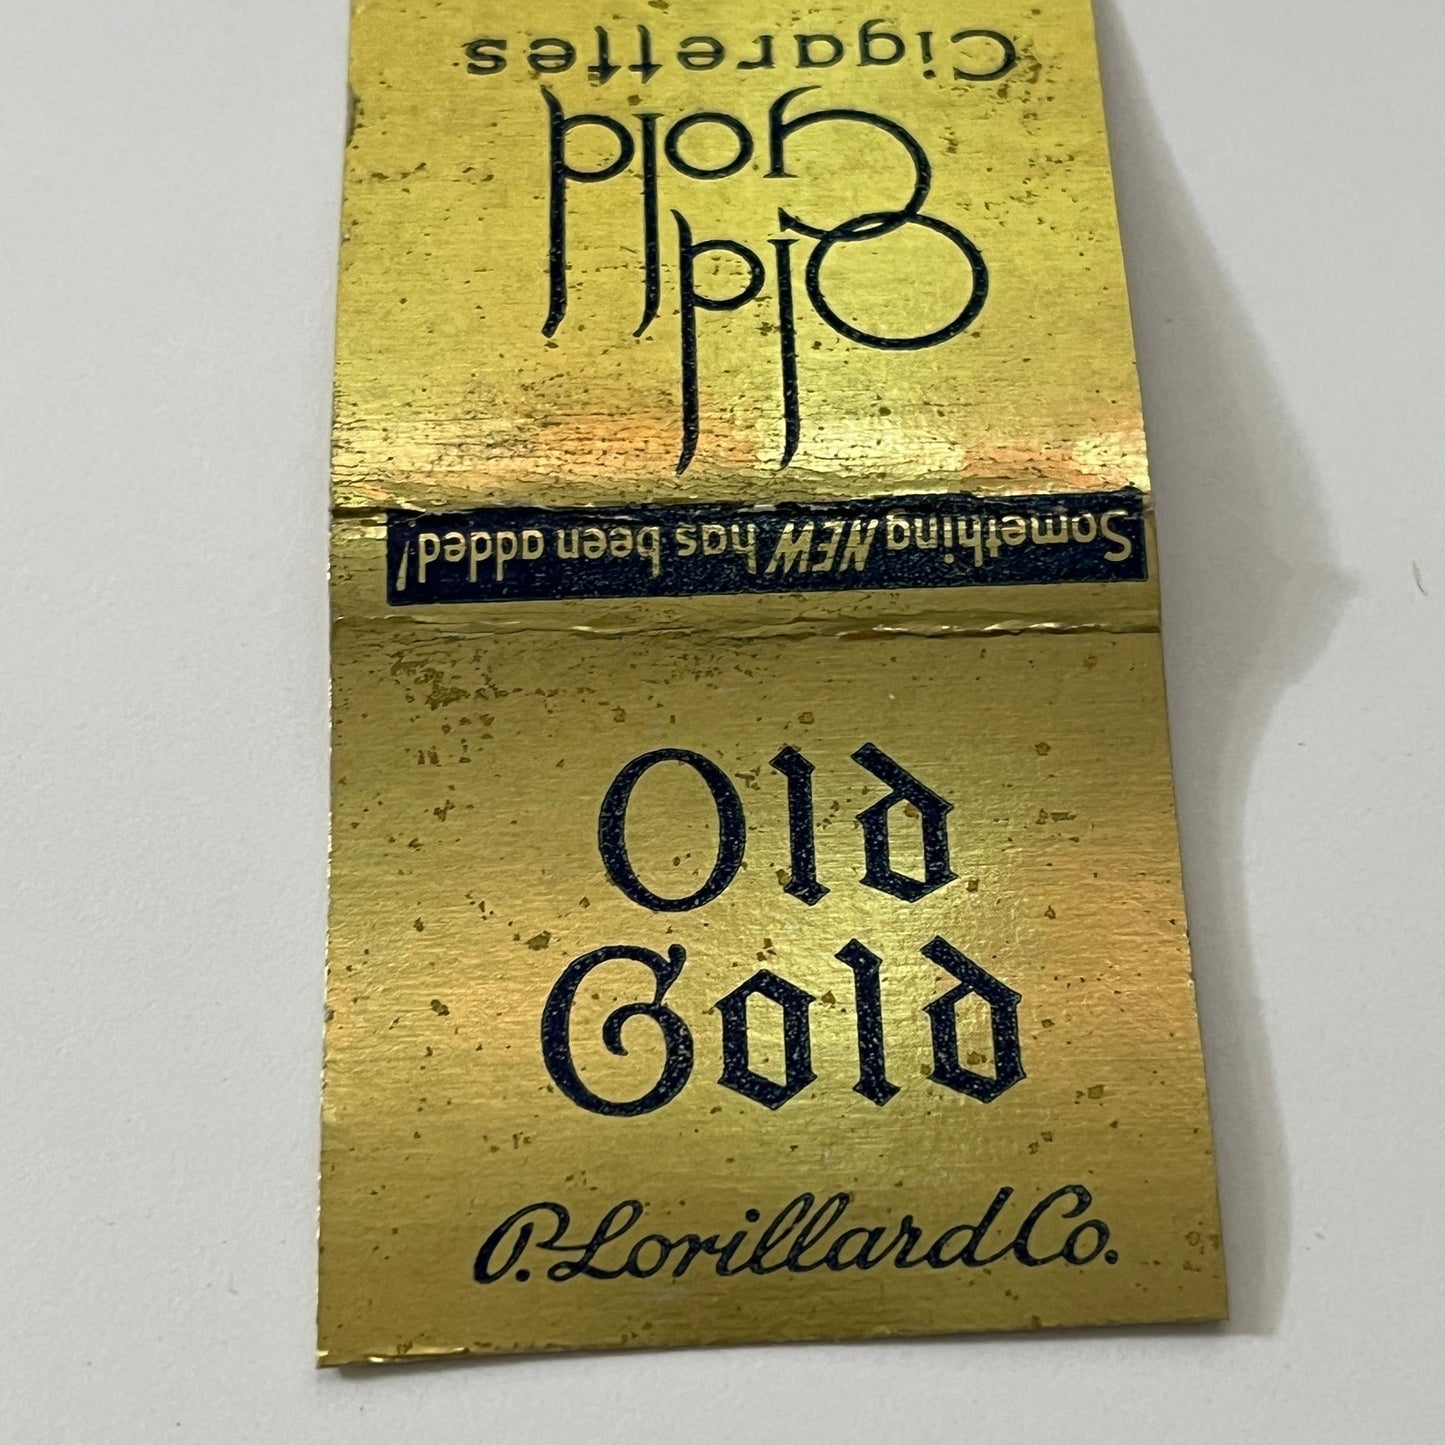 Old
Gold
Cigarettes
Something NEW has been added!
Old
Gold
P. Lorillard Co.